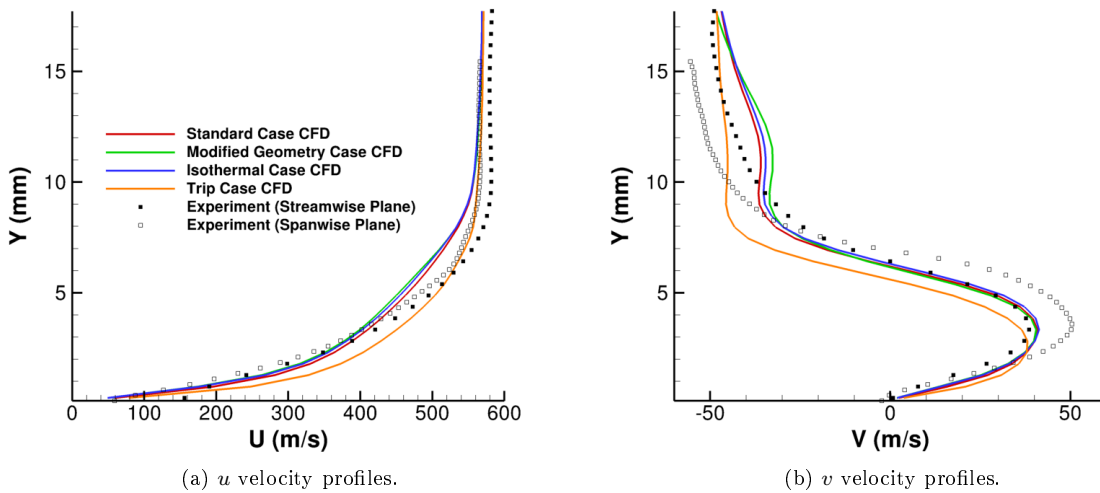 15
10
5
0
100
200
300
400
500
600
Y (mm)
U (m/s)
Standard Case CFD
Modified Geometry Case CFD
Isothermal Case CFD
Trip Case CFD
Experiment (Streamwise Plane)
Experiment (Spanwise Plane)
(a) u velocity profiles.
15
10
5
-50
0
50
Y (mm)
V (m/s)
(b) v velocity profiles.